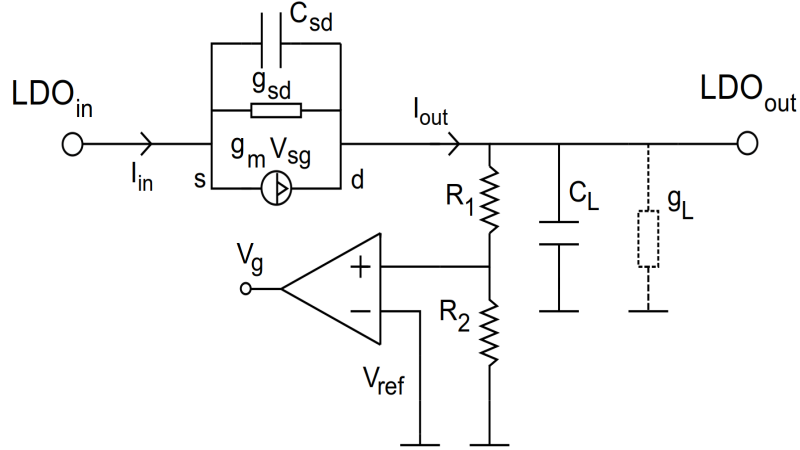 C_sd
g_sd
LDO_in
LDO_out
I_out
g_m V_sg
I_in
s
d
R_1
C_L
g_L
V_g
+
−
R_2
V_ref